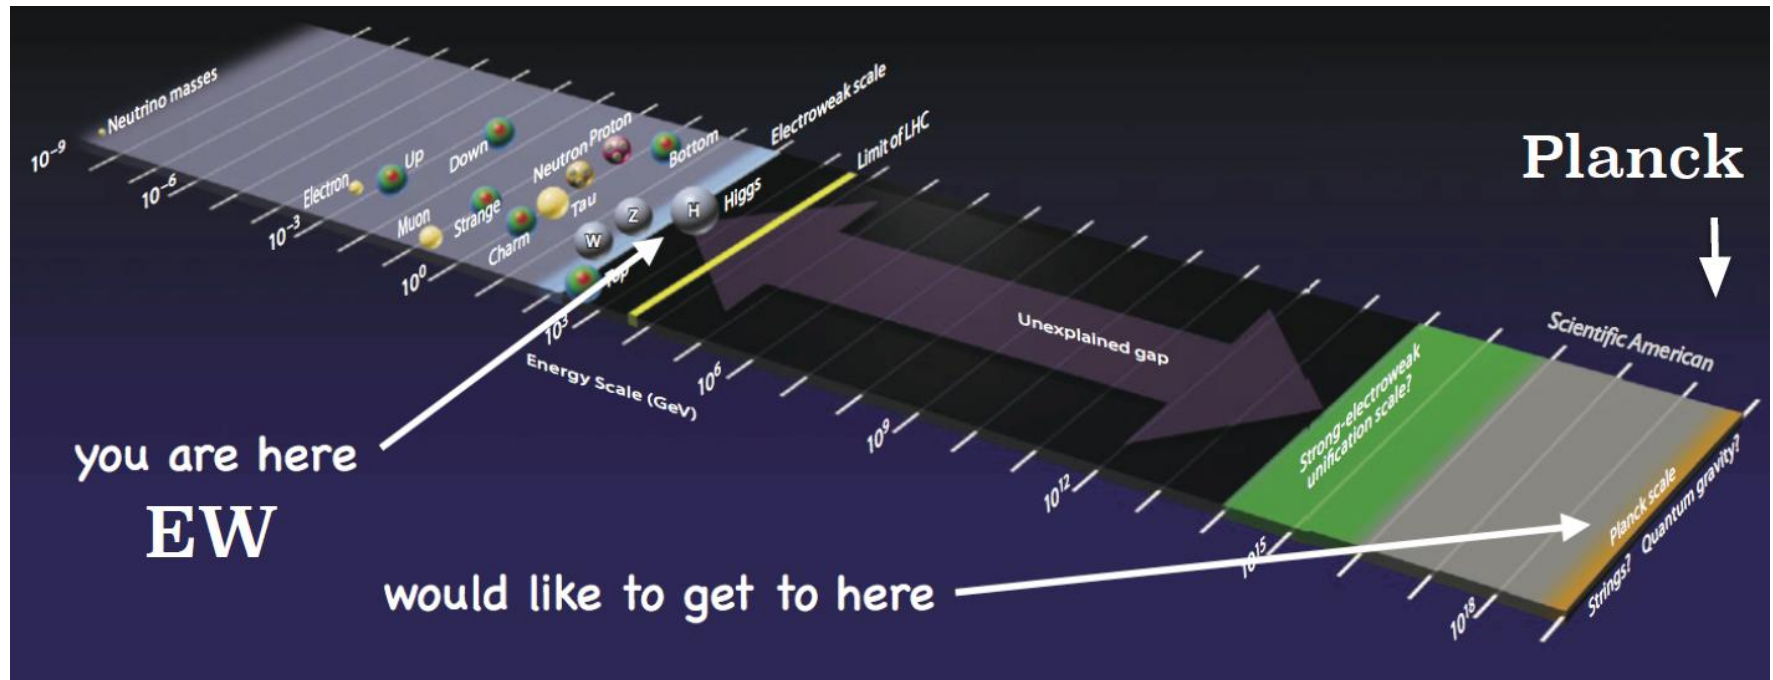 Neutrino masses
10⁻⁹
10⁻⁶
10⁻³
10⁰
10³
10⁶
10⁹
10¹²
10¹⁵
10¹⁸
Electron
Up
Down
Muon
Strange
Charm
Neutron
Proton
Tau
Bottom
W
Z
H
Higgs
Top
Electroweak scale
Limit of LHC
Energy Scale (GeV)
Unexplained gap
Strong-electroweak
unification scale?
Scientific American
Planck scale
Strings? Quantum gravity?
Planck
you are here
EW
would like to get to here